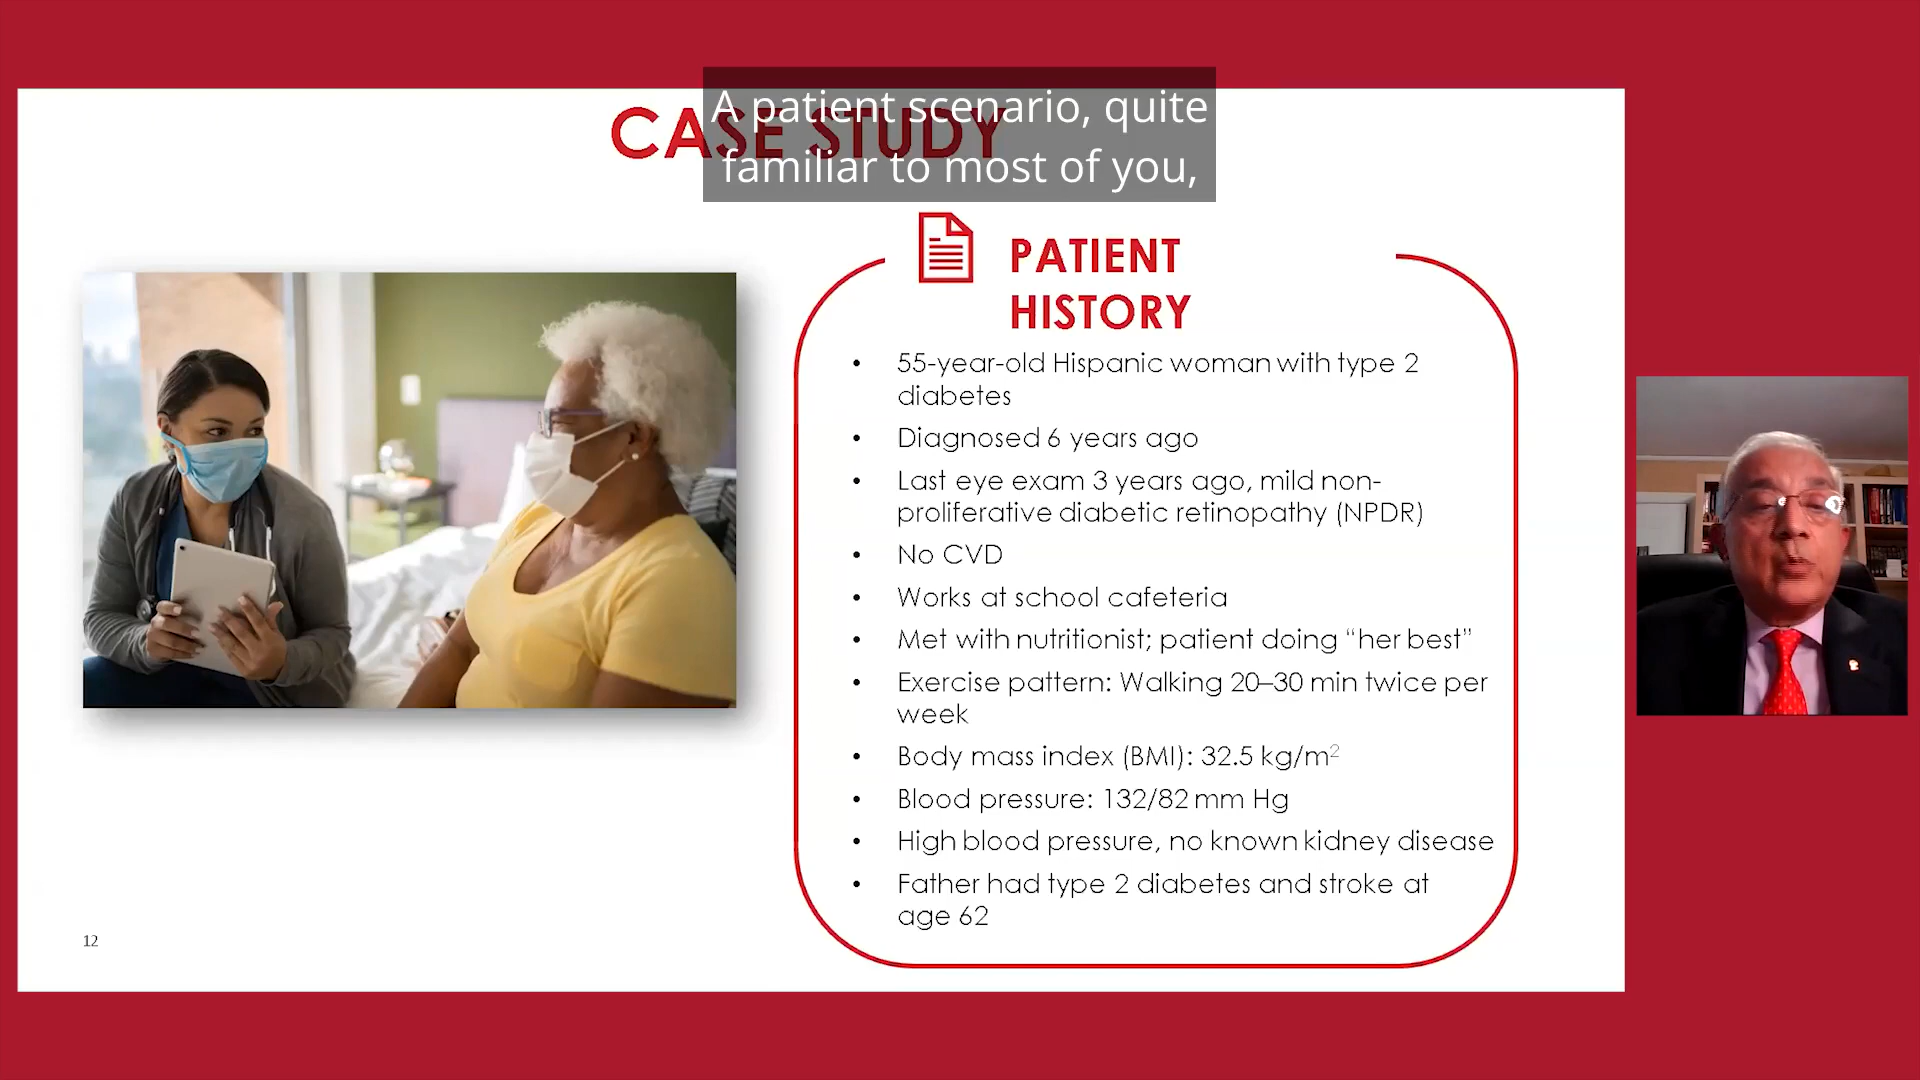 A patient scenario, quite
familiar to most of you,
CASE STUDY
PATIENT
HISTORY
• 55-year-old Hispanic woman with type 2
diabetes
• Diagnosed 6 years ago
• Last eye exam 3 years ago, mild non-
proliferative diabetic retinopathy (NPDR)
• No CVD
• Works at school cafeteria
• Met with nutritionist; patient doing “her best”
• Exercise pattern: Walking 20–30 min twice per
week
• Body mass index (BMI): 32.5 kg/m²
• Blood pressure: 132/82 mm Hg
• High blood pressure, no known kidney disease
• Father had type 2 diabetes and stroke at
age 62
12